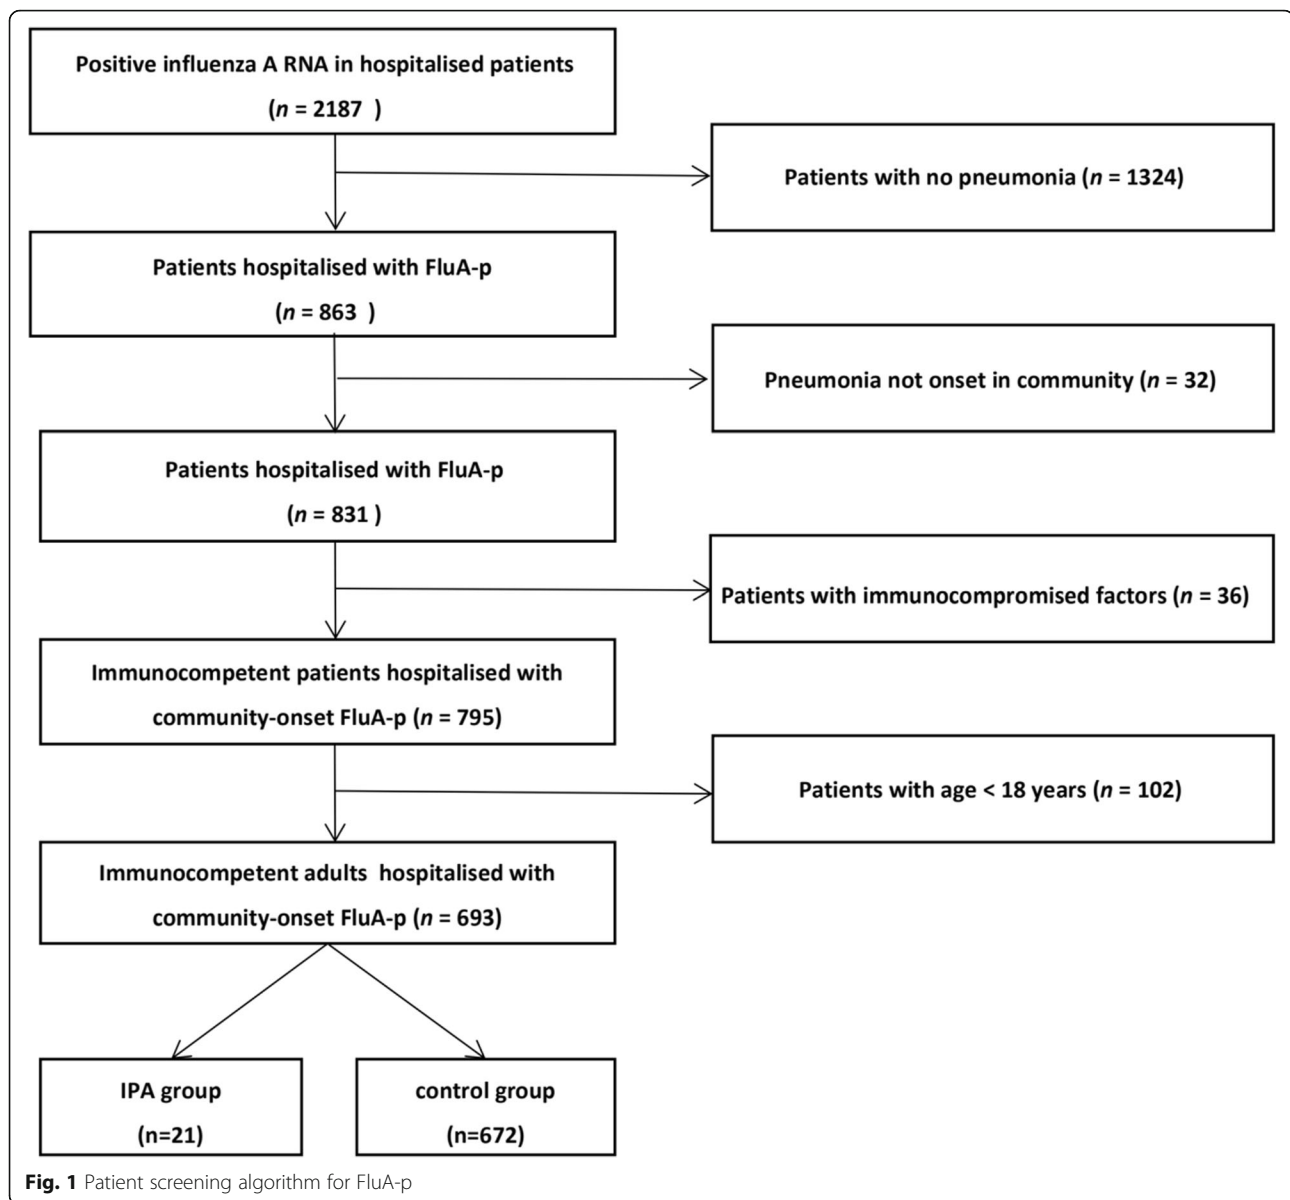 Positive influenza A RNA in hospitalised patients
(n = 2187 )
Patients with no pneumonia (n = 1324)
Patients hospitalised with FluA-p
(n = 863 )
Pneumonia not onset in community (n = 32)
Patients hospitalised with FluA-p
(n = 831 )
Patients with immunocompromised factors (n = 36)
Immunocompetent patients hospitalised with
community-onset FluA-p (n = 795)
Patients with age < 18 years (n = 102)
Immunocompetent adults hospitalised with
community-onset FluA-p (n = 693)
IPA group
(n=21)
control group
(n=672)
Fig. 1 Patient screening algorithm for FluA-p